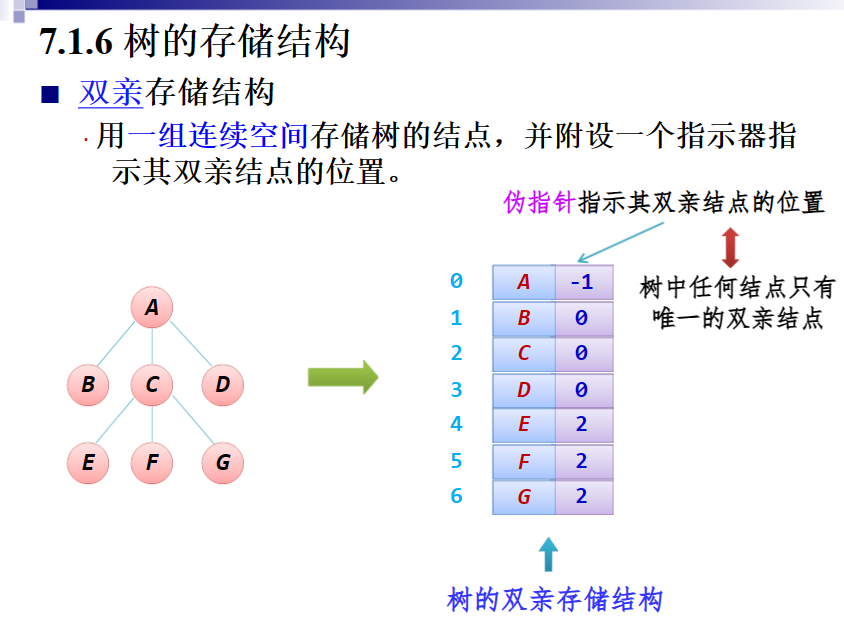 7.1.6 树的存储结构
■ 双亲存储结构
· 用一组连续空间存储树的结点，并附设一个指示器指
示其双亲结点的位置。
伪指针指示其双亲结点的位置
树中任何结点只有
唯一的双亲结点
A
B C D
E F G
0 A -1
1 B 0
2 C 0
3 D 0
4 E 2
5 F 2
6 G 2
树的双亲存储结构